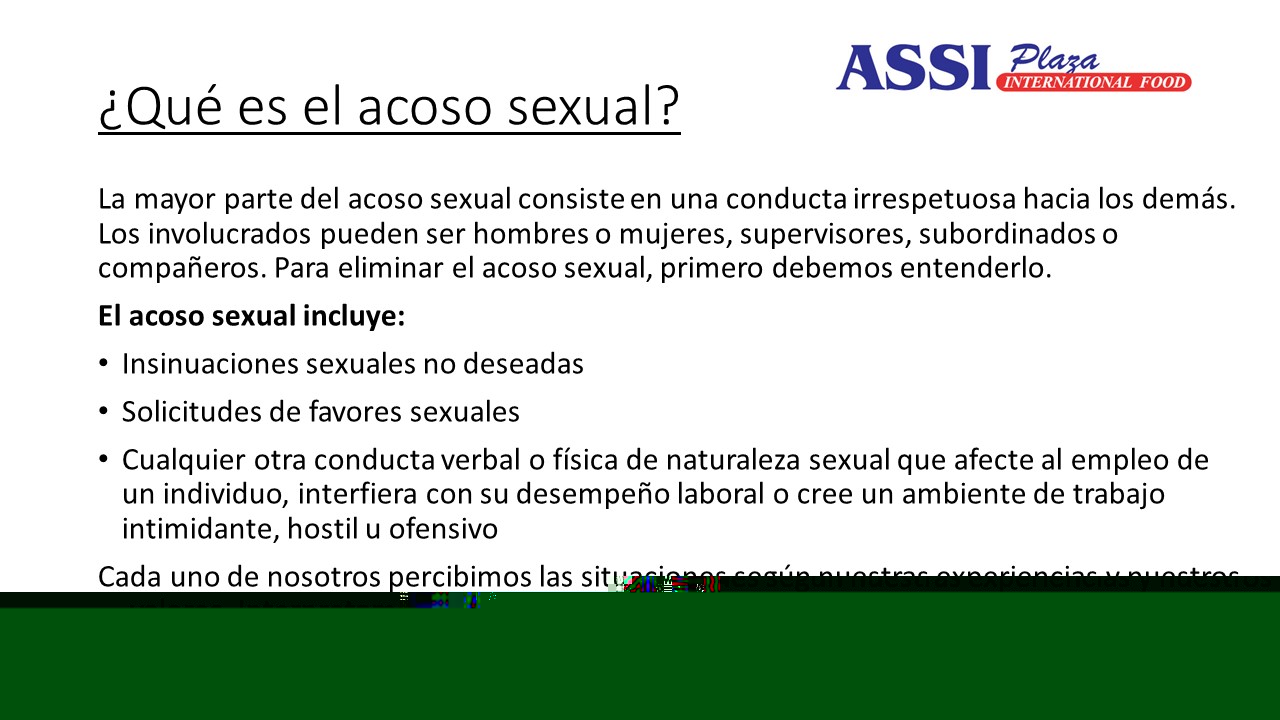 ASSI Plaza
INTERNATIONAL FOOD
¿Qué es el acoso sexual?
La mayor parte del acoso sexual consiste en una conducta irrespetuosa hacia los demás.
Los involucrados pueden ser hombres o mujeres, supervisores, subordinados o
compañeros. Para eliminar el acoso sexual, primero debemos entenderlo.
El acoso sexual incluye:
• Insinuaciones sexuales no deseadas
• Solicitudes de favores sexuales
• Cualquier otra conducta verbal o física de naturaleza sexual que afecte al empleo de
un individuo, interfiera con su desempeño laboral o cree un ambiente de trabajo
intimidante, hostil u ofensivo
Cada uno de nosotros percibimos las situaciones según nuestras experiencias y nuestros